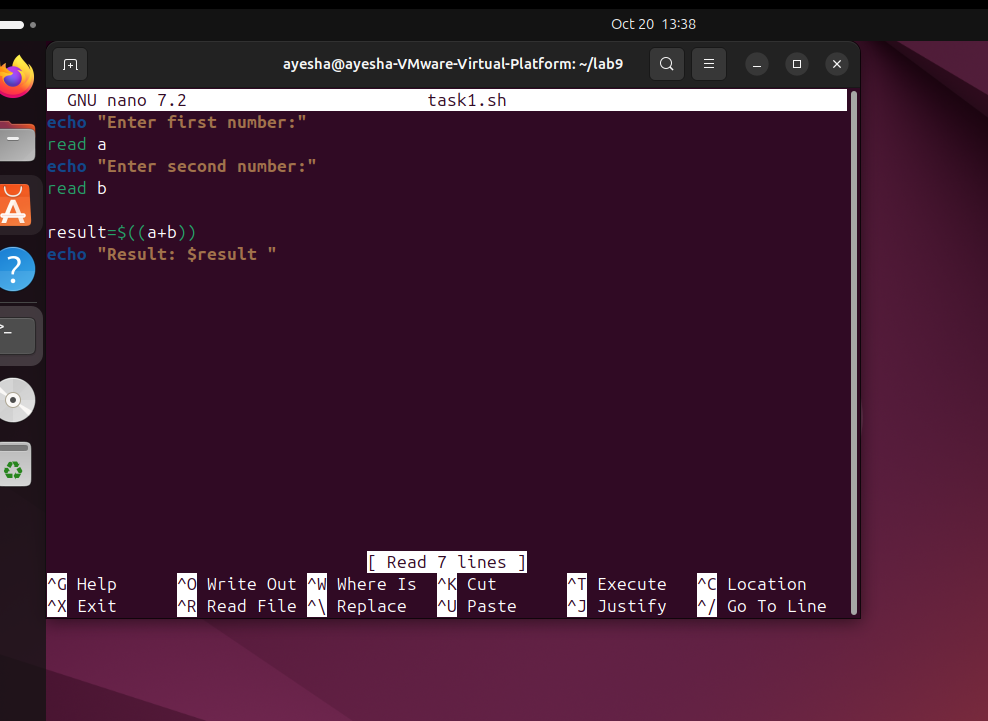 Oct 20 13:38
ayesha@ayesha-VMware-Virtual-Platform: ~/lab9
GNU nano 7.2 task1.sh
echo "Enter first number:"
read a
echo "Enter second number:"
read b
result=$((a+b))
echo "Result: $result "
[ Read 7 lines ]
^G Help ^O Write Out ^W Where Is ^K Cut ^T Execute ^C Location
^X Exit ^R Read File ^\ Replace ^U Paste ^J Justify ^/ Go To Line